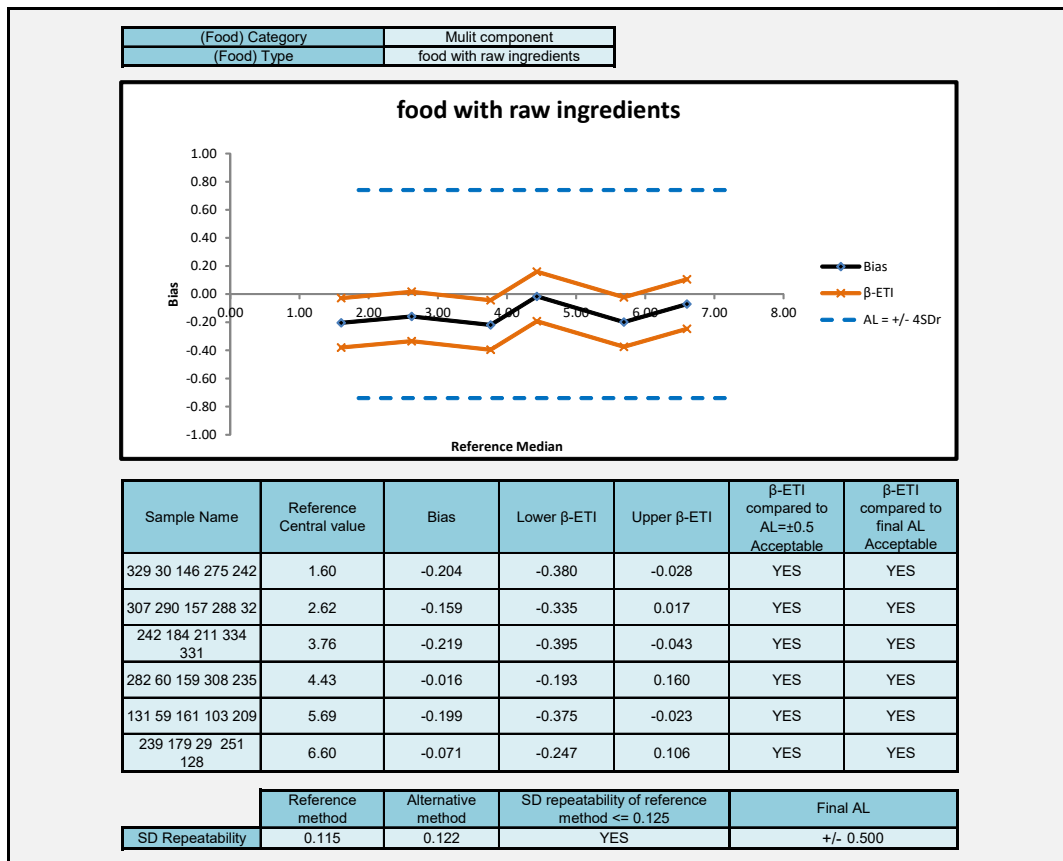 (Food) Category Mulit component
(Food) Type food with raw ingredients
food with raw ingredients
1.00
0.80
0.60
0.40
0.20
0.00
-0.20
-0.40
-0.60
-0.80
-1.00
0.00 1.00 2.00 3.00 4.00 5.00 6.00 7.00 8.00
Bias
Reference Median
Bias
β-ETI
AL = +/- 4SDr
Sample Name
Reference
Central value
Bias
Lower β-ETI
Upper β-ETI
β-ETI
compared to
AL=±0.5
Acceptable
β-ETI
compared to
final AL
Acceptable
329 30 146 275 242 1.60 -0.204 -0.380 -0.028 YES YES
307 290 157 288 32 2.62 -0.159 -0.335 0.017 YES YES
242 184 211 334
331 3.76 -0.219 -0.395 -0.043 YES YES
282 60 159 308 235 4.43 -0.016 -0.193 0.160 YES YES
131 59 161 103 209 5.69 -0.199 -0.375 -0.023 YES YES
239 179 29 251
128 6.60 -0.071 -0.247 0.106 YES YES
Reference
method
Alternative
method
SD repeatability of reference
method <= 0.125
Final AL
SD Repeatability 0.115 0.122 YES +/- 0.500